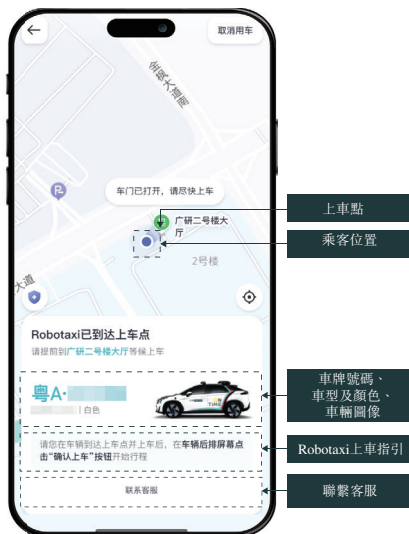 取消用车
金枫大道南
车门已打开，请尽快上车
广研二号楼大
厅
2号楼
大道
Robotaxi已到达上车点
请提前到广研二号楼大厅等候上车
粤A·
白色
请您在车辆到达上车点并上车后，在车辆后排屏幕点
击“确认上车”按钮开始行程
联系客服
上車點
乘客位置
車牌號碼、
車型及顏色、
車輛圖像
Robotaxi上車指引
聯繫客服